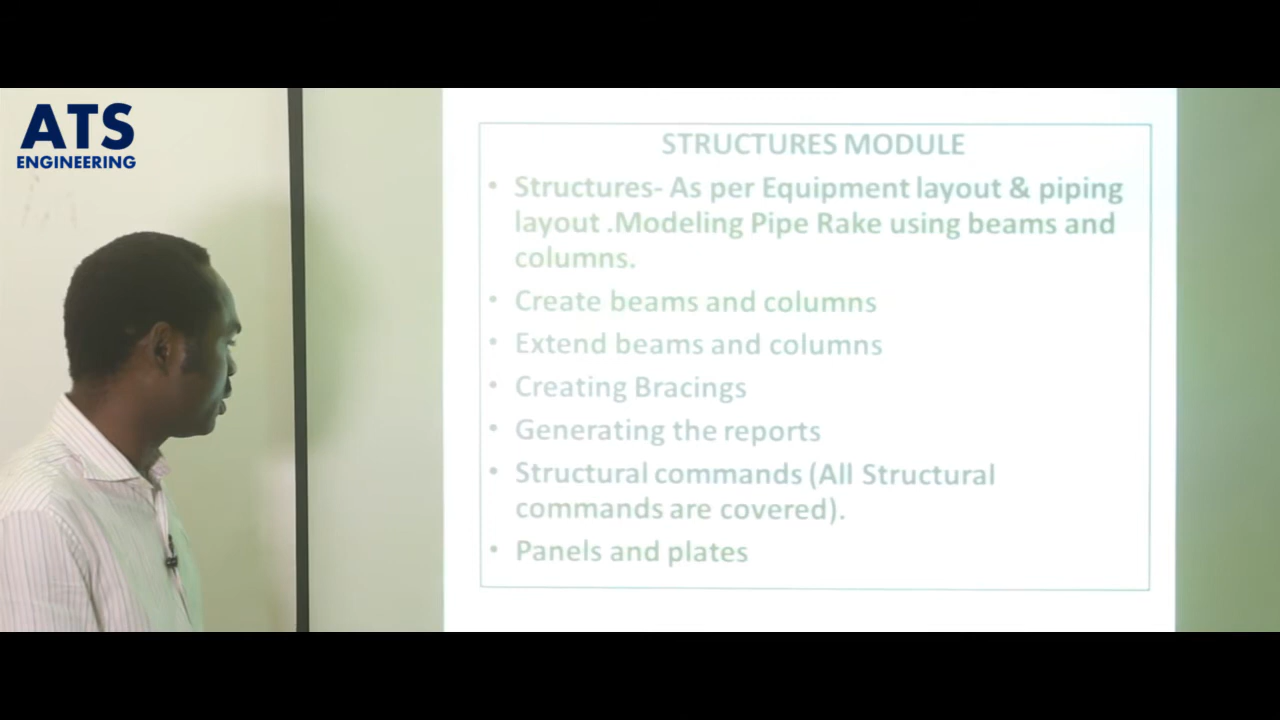 ATS
ENGINEERING
STRUCTURES MODULE
• Structures- As per Equipment layout & piping
layout .Modeling Pipe Rake using beams and
columns.
• Create beams and columns
• Extend beams and columns
• Creating Bracings
• Generating the reports
• Structural commands (All Structural
commands are covered).
• Panels and plates